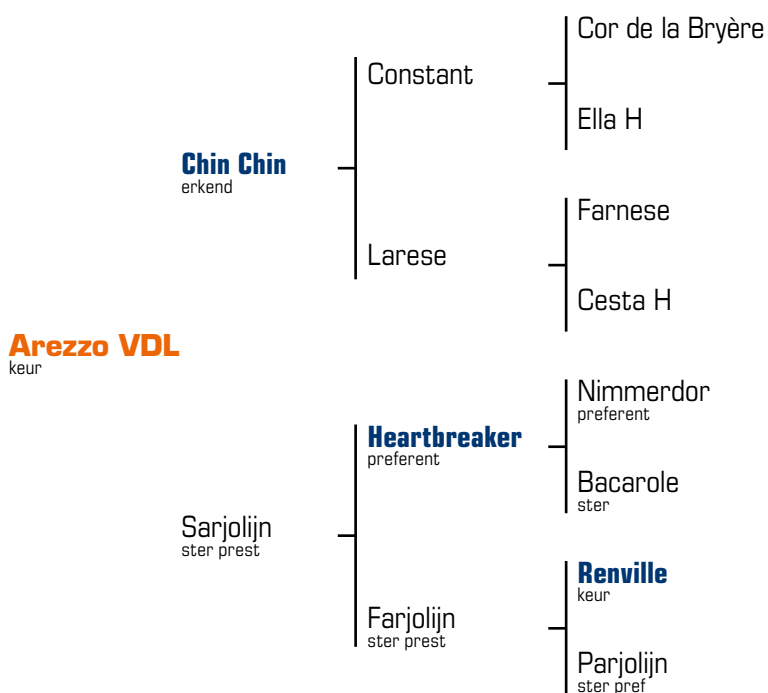 Cor de la Bryère
Constant
Ella H
Chin Chin
erkend
Farnese
Larese
Cesta H
Arezzo VDL
keur
Nimmerdor
preferent
Heartbreaker
preferent
Bacarole
ster
Sarjolijn
ster prest
Renville
keur
Farjolijn
ster prest
Parjolijn
ster pref